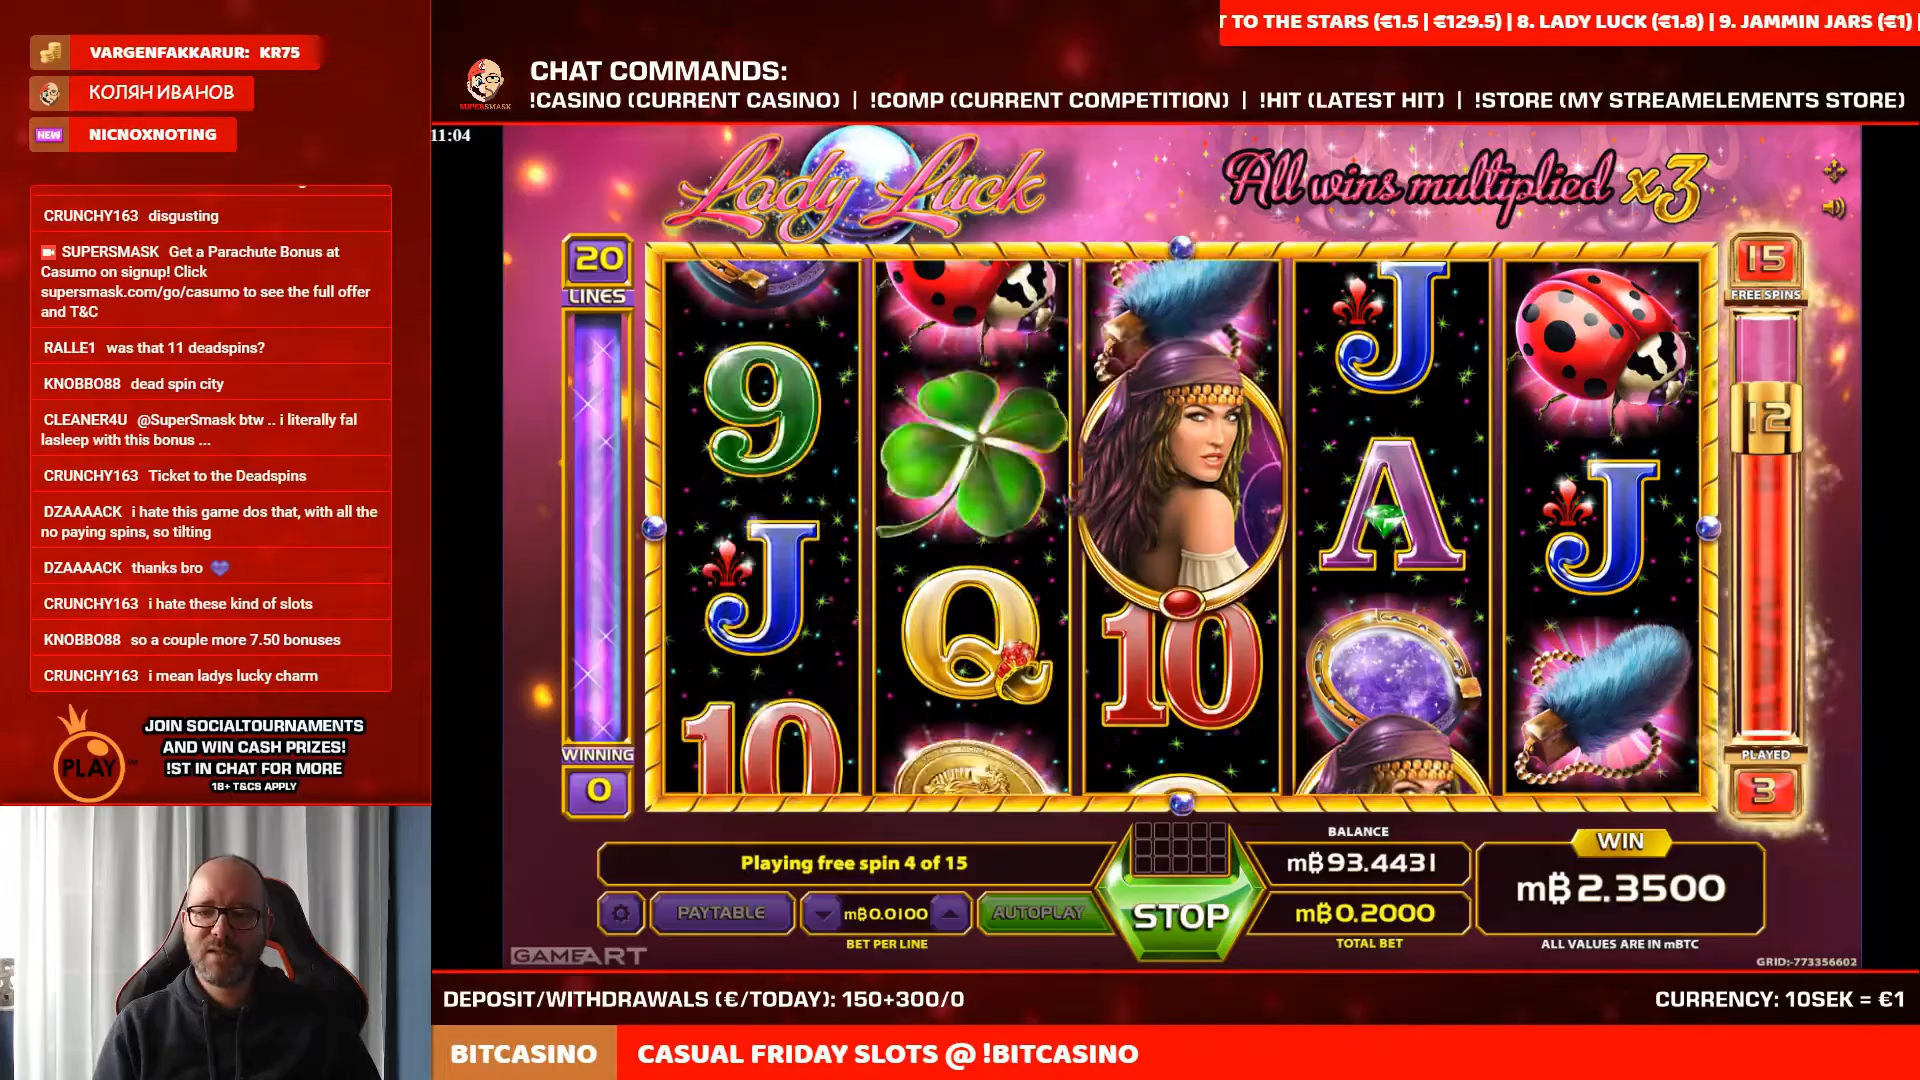 VARGENFAKKARUR: KR75
КОЛЯН ИВАНОВ
NEW NICNOXNOTING
CRUNCHY163 disgusting
SUPERSMASK Get a Parachute Bonus at
Casumo on signup! Click
supersmask.com/go/casumo to see the full offer
and T&C
RALLE1 was that 11 deadspins?
KNOBBO88 dead spin city
CLEANER4U @SuperSmask btw .. i literally fal
lasleep with this bonus ...
CRUNCHY163 Ticket to the Deadspins
DZAAAACK i hate this game dos that, with all the
no paying spins, so tilting
DZAAAACK thanks bro
CRUNCHY163 i hate these kind of slots
KNOBBO88 so a couple more 7.50 bonuses
CRUNCHY163 i mean ladys lucky charm
PLAY
JOIN SOCIALTOURNAMENTS
AND WIN CASH PRIZES!
!ST IN CHAT FOR MORE
18+ T&CS APPLY
TO THE STARS (€1.5 | €129.5) | 8. LADY LUCK (€1.8) | 9. JAMMIN JARS (€1)
SUPERSMASK
CHAT COMMANDS:
!CASINO (CURRENT CASINO) | !COMP (CURRENT COMPETITION) | !HIT (LATEST HIT) | !STORE (MY STREAMELEMENTS STORE)
11:04
Lady Luck
All wins multiplied x3
20
LINES
WINNING
0
9
J
10
Q
10
J
A
J
15
FREE SPINS
12
PLAYED
3
Playing free spin 4 of 15
PAYTABLE
mɃ0.0100
BET PER LINE
AUTOPLAY
STOP
BALANCE
mɃ93.4431
mɃ0.2000
TOTAL BET
WIN
mɃ2.3500
ALL VALUES ARE IN mBTC
GAMEART
GRID:-773356602
DEPOSIT/WITHDRAWALS (€/TODAY): 150+300/0
CURRENCY: 10SEK = €1
BITCASINO
CASUAL FRIDAY SLOTS @ !BITCASINO